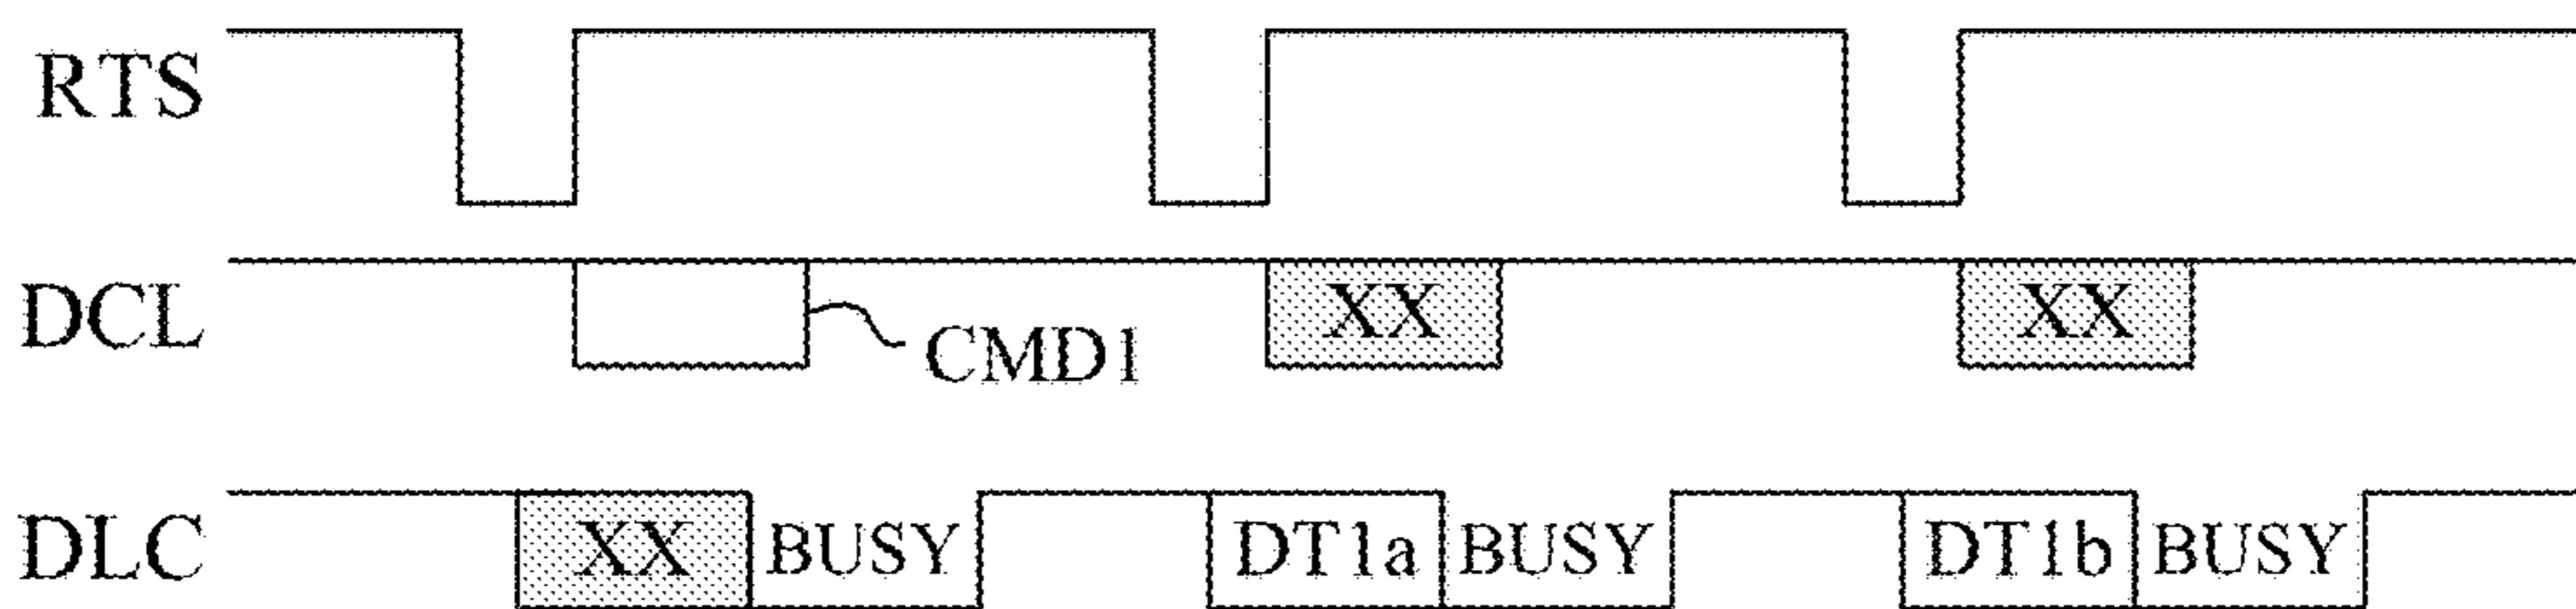 RTS
DCL
CMD1
XX
XX
DLC
XX
BUSY
DT1a
BUSY
DT1b
BUSY